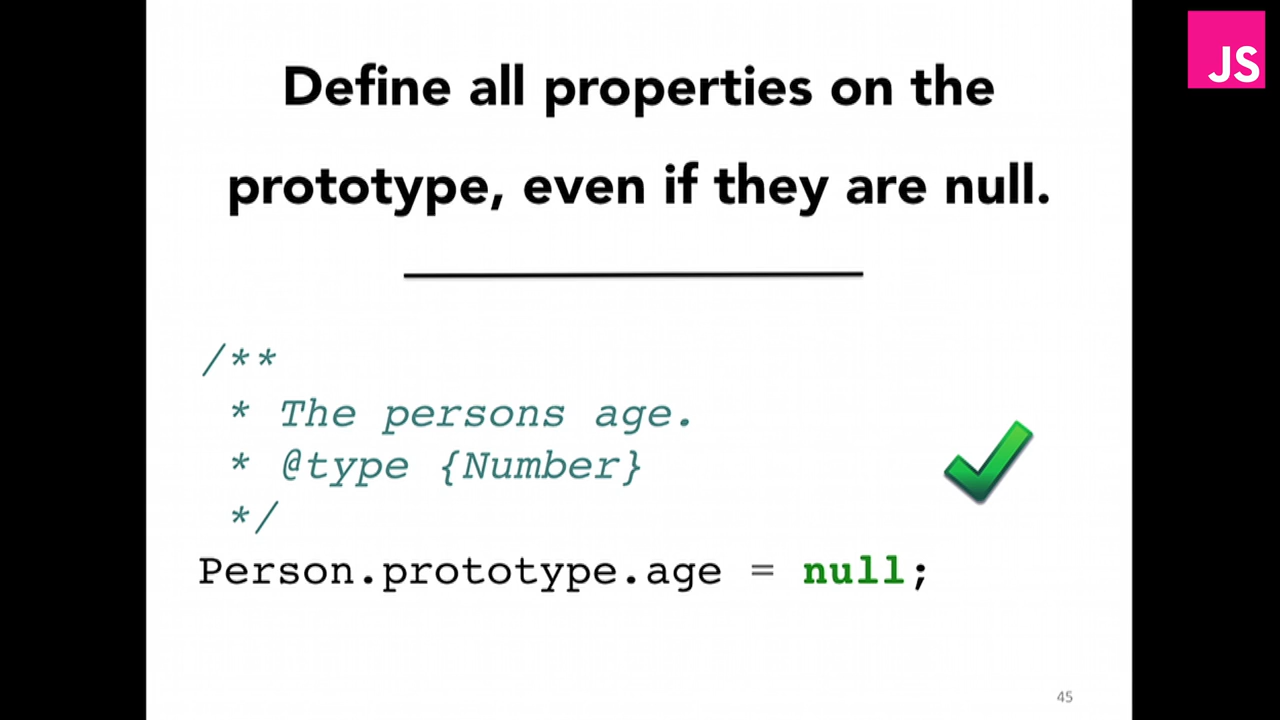 JS
Define all properties on the
prototype, even if they are null.
/**
* The persons age.
* @type {Number}
*/
Person.prototype.age = null;
45